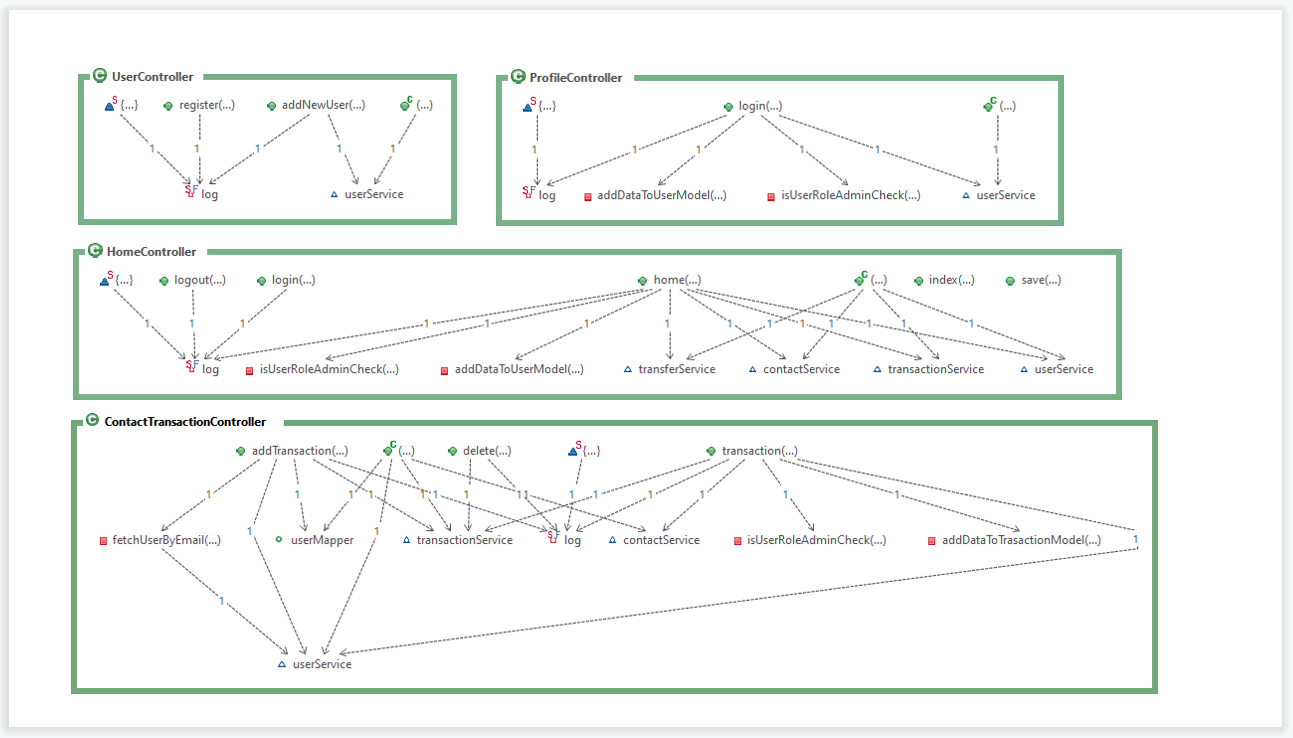 UserController
S {...} register(...) addNewUser(...) C (...)
1 1 1 1 1
S F log userService
ProfileController
S {...} login(...) C (...)
1 1 1 1 1 1
S F log addDataToUserModel(...) isUserRoleAdminCheck(...) userService
HomeController
S {...} logout(...) login(...) home(...) C (...) index(...) save(...)
1 1 1 1 1 1 1 1 1 1 1 1 1 1
S F log isUserRoleAdminCheck(...) addDataToUserModel(...) transferService contactService transactionService userService
ContactTransactionController
addTransaction(...) C (...) delete(...) S {...} transaction(...)
1 1 1 1 1 1 1 1 1 1 1 1 1 1 1
1 1
fetchUserByEmail(...) userMapper transactionService S F log contactService isUserRoleAdminCheck(...) addDataToTrasactionModel(...) 1
1
userService